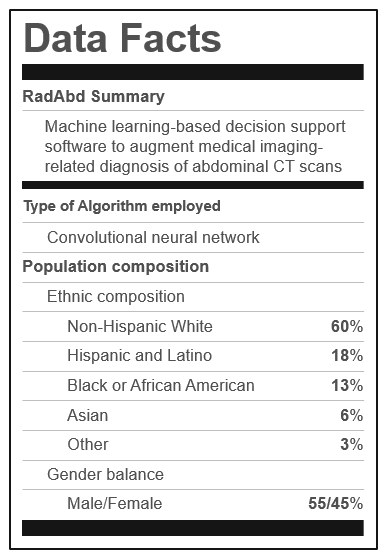 Data Facts
RadAbd Summary
Machine learning-based decision support
software to augment medical imaging-
related diagnosis of abdominal CT scans
Type of Algorithm employed
Convolutional neural network
Population composition
Ethnic composition
Non-Hispanic White 60%
Hispanic and Latino 18%
Black or African American 13%
Asian 6%
Other 3%
Gender balance
Male/Female 55/45%